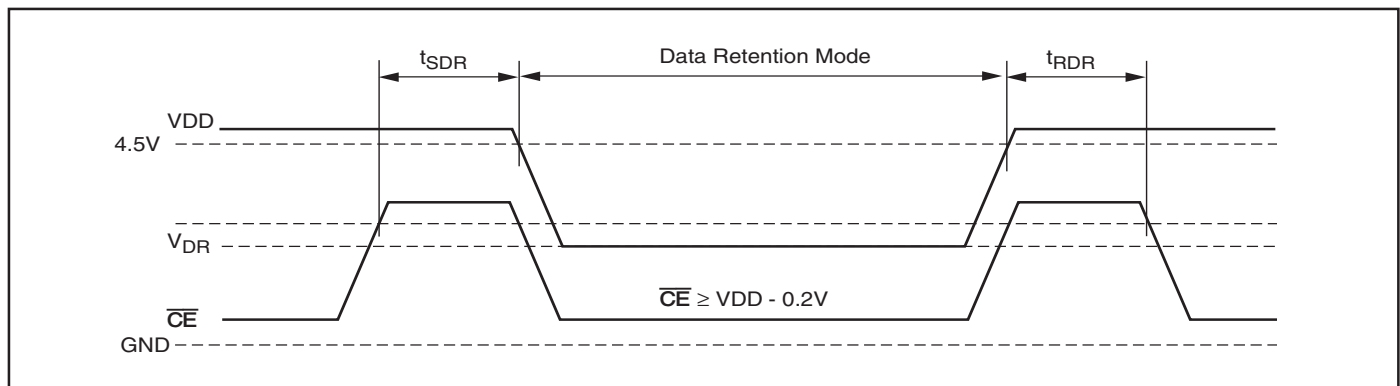 tSDR Data Retention Mode tRDR
VDD
4.5V
VDR
CE ≥ VDD - 0.2V
CE
GND